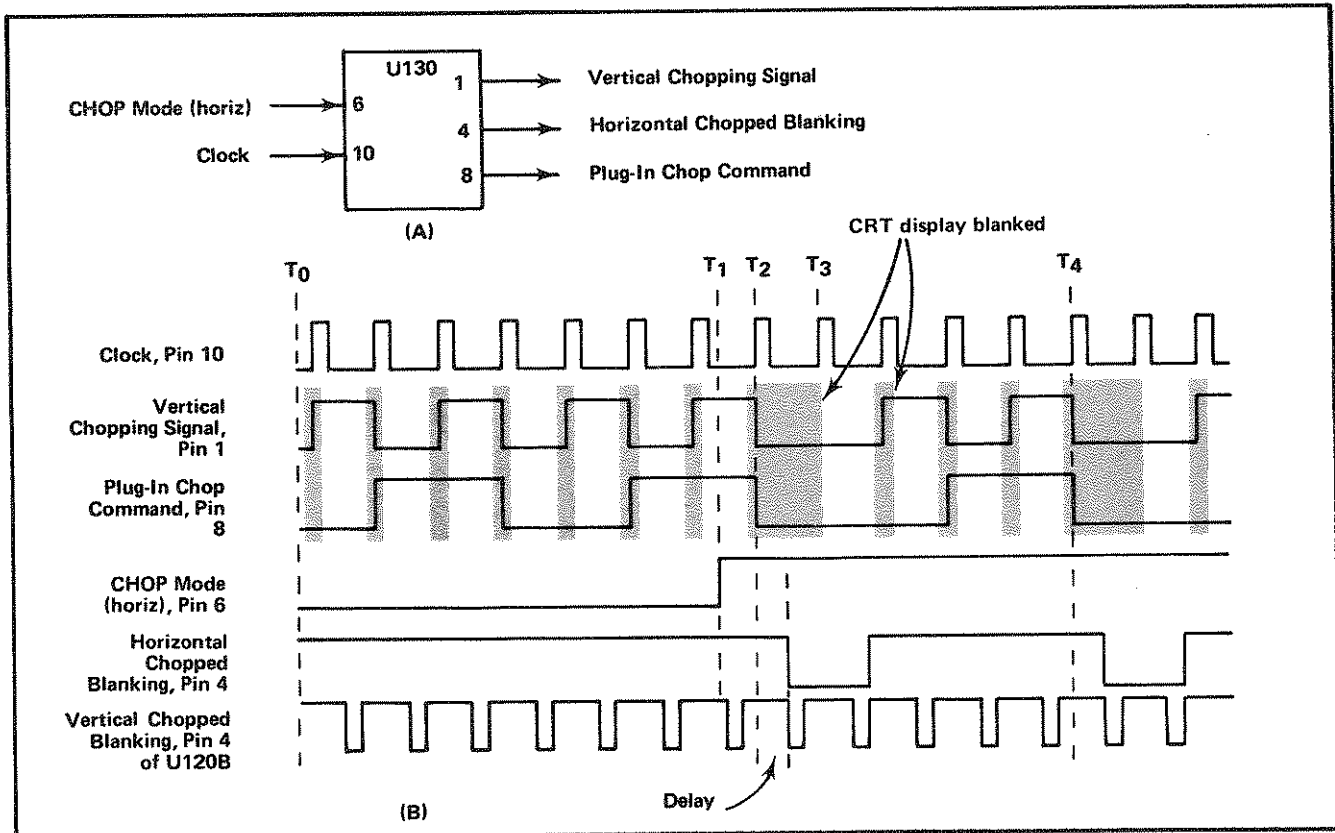 U130
1
Vertical Chopping Signal
CHOP Mode (horiz)
6
4
Horizontal Chopped Blanking
Clock
10
8
Plug-In Chop Command
(A)
CRT display blanked
T0
T1
T2
T3
T4
Clock, Pin 10
Vertical
Chopping Signal,
Pin 1
Plug-In Chop
Command, Pin
8
CHOP Mode
(horiz), Pin 6
Horizontal
Chopped
Blanking, Pin 4
Vertical Chopped
Blanking, Pin 4
of U120B
Delay
(B)